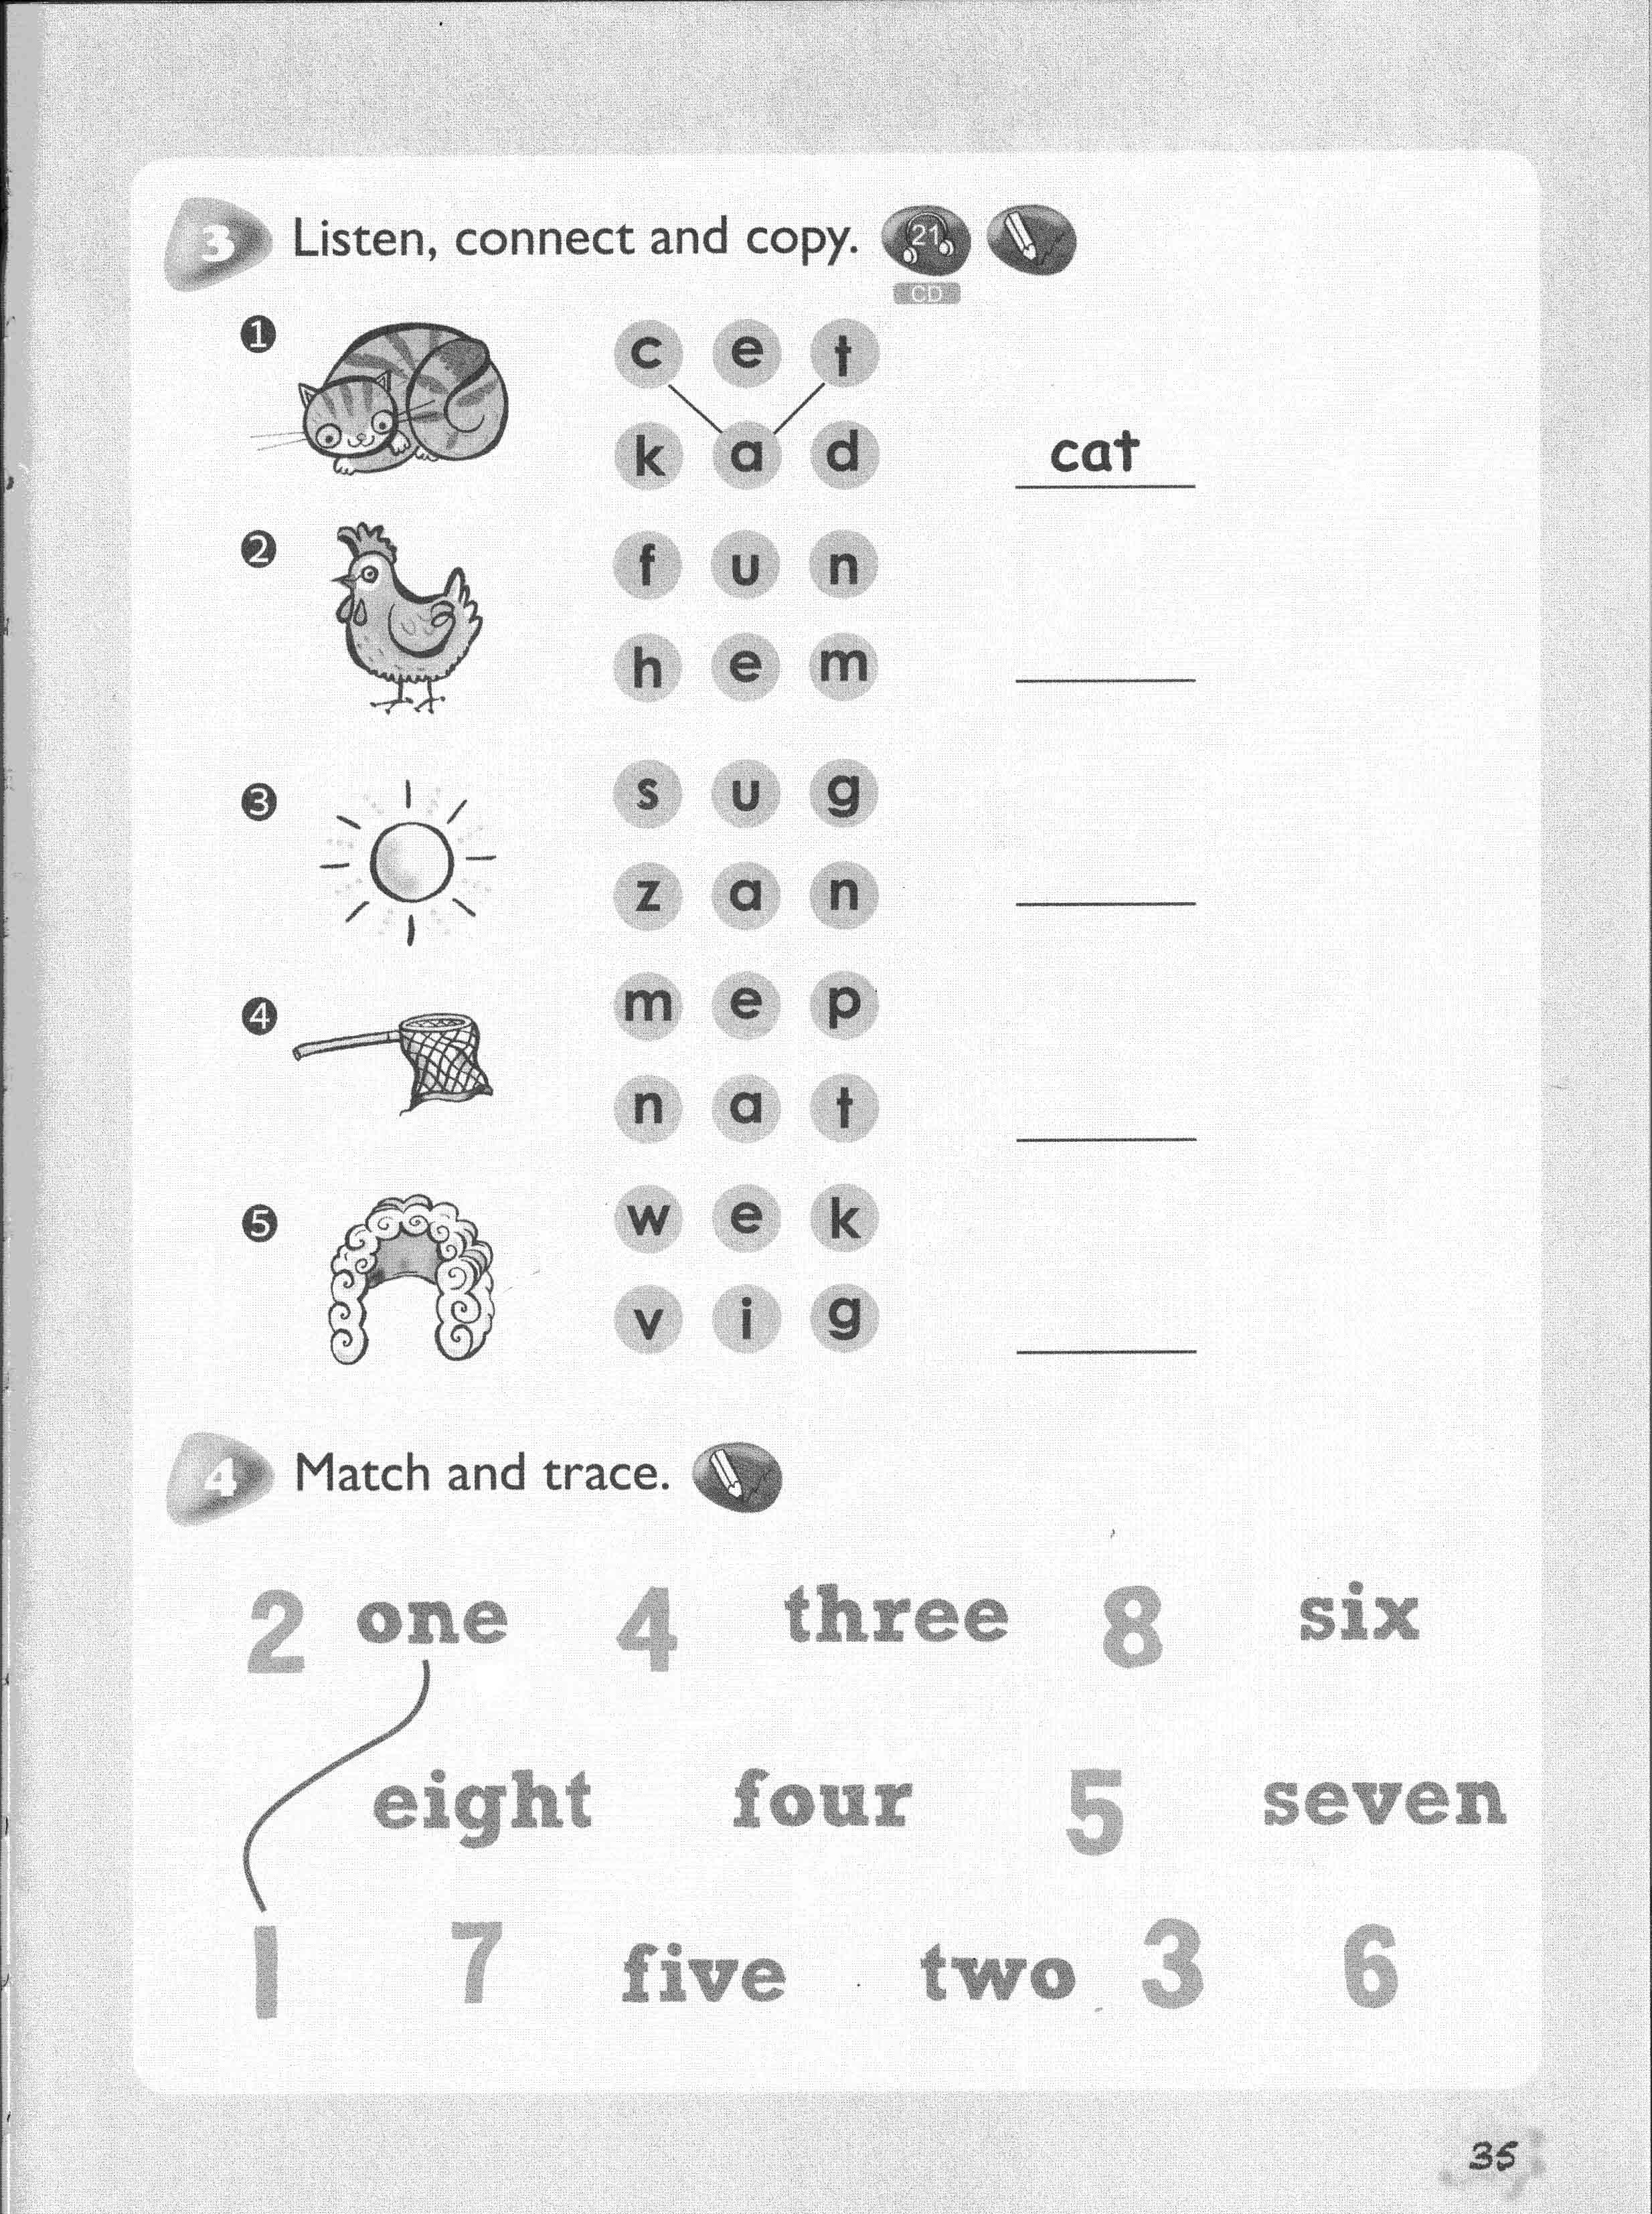 3 Listen, connect and copy. 21
CD
1
c e t
k a d
cat
2
f u n
h e m
3
s u g
z a n
4
m e p
n a t
5
w e k
v i g
4 Match and trace.
2 one 4 three 8 six
eight four 5 seven
1 7 five two 3 6
35